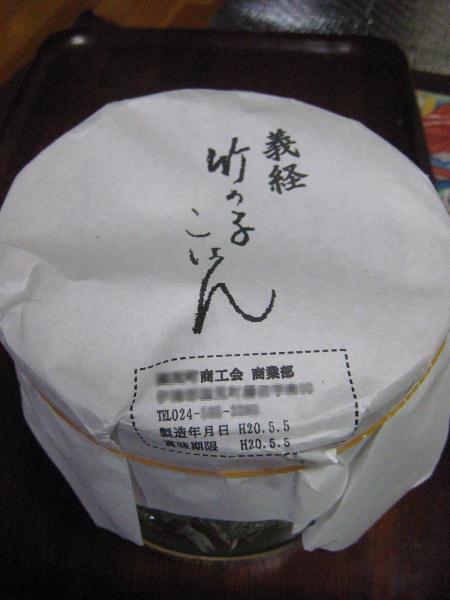 義経
竹の子
ごはん
商工会 商業部
TEL024-
製造年月日 H20.5.5
賞味期限 H20.5.5